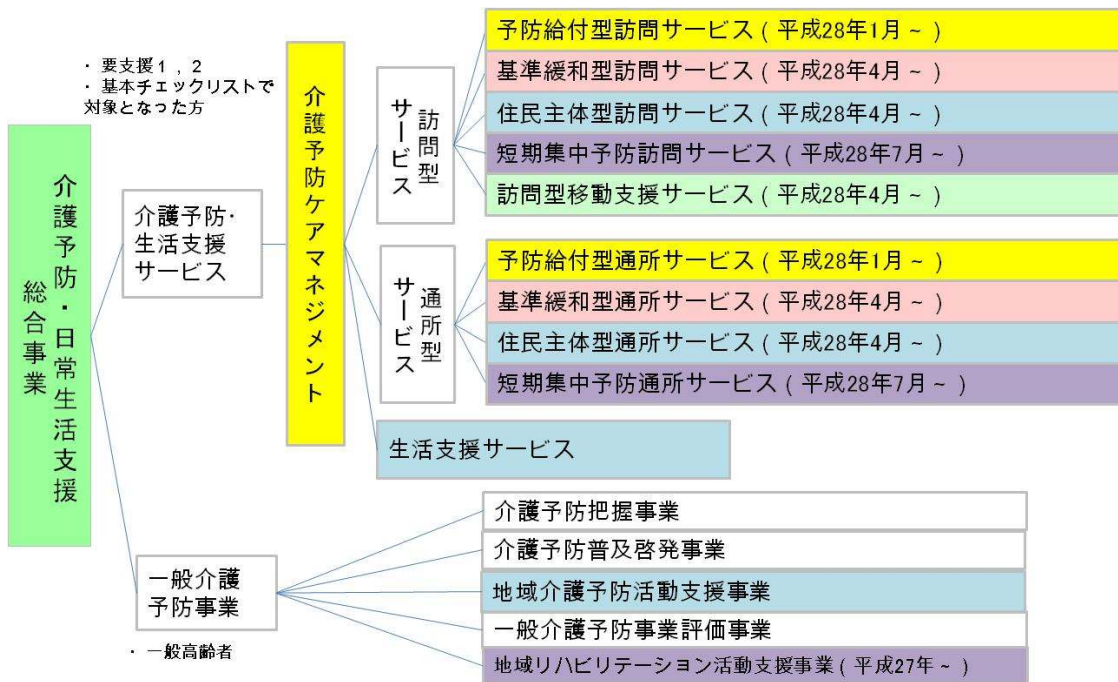 ・ 要支援1 , 2
・ 基本チェックリストで
対象となった方
介護予防・日常生活支援
総合事業
介護予防・
生活支援
サービス
介護予防ケアマネジメント
訪問型
サービス
予防給付型訪問サービス ( 平成28年1月 ~ )
基準緩和型訪問サービス ( 平成28年4月 ~ )
住民主体型訪問サービス ( 平成28年4月 ~ )
短期集中予防訪問サービス ( 平成28年7月 ~ )
訪問型移動支援サービス ( 平成28年4月 ~ )
通所型
サービス
予防給付型通所サービス ( 平成28年1月 ~ )
基準緩和型通所サービス ( 平成28年4月 ~ )
住民主体型通所サービス ( 平成28年4月 ~ )
短期集中予防通所サービス ( 平成28年7月 ~ )
生活支援サービス
一般介護
予防事業
・ 一般高齢者
介護予防把握事業
介護予防普及啓発事業
地域介護予防活動支援事業
一般介護予防事業評価事業
地域リハビリテーション活動支援事業 ( 平成27年 ~ )